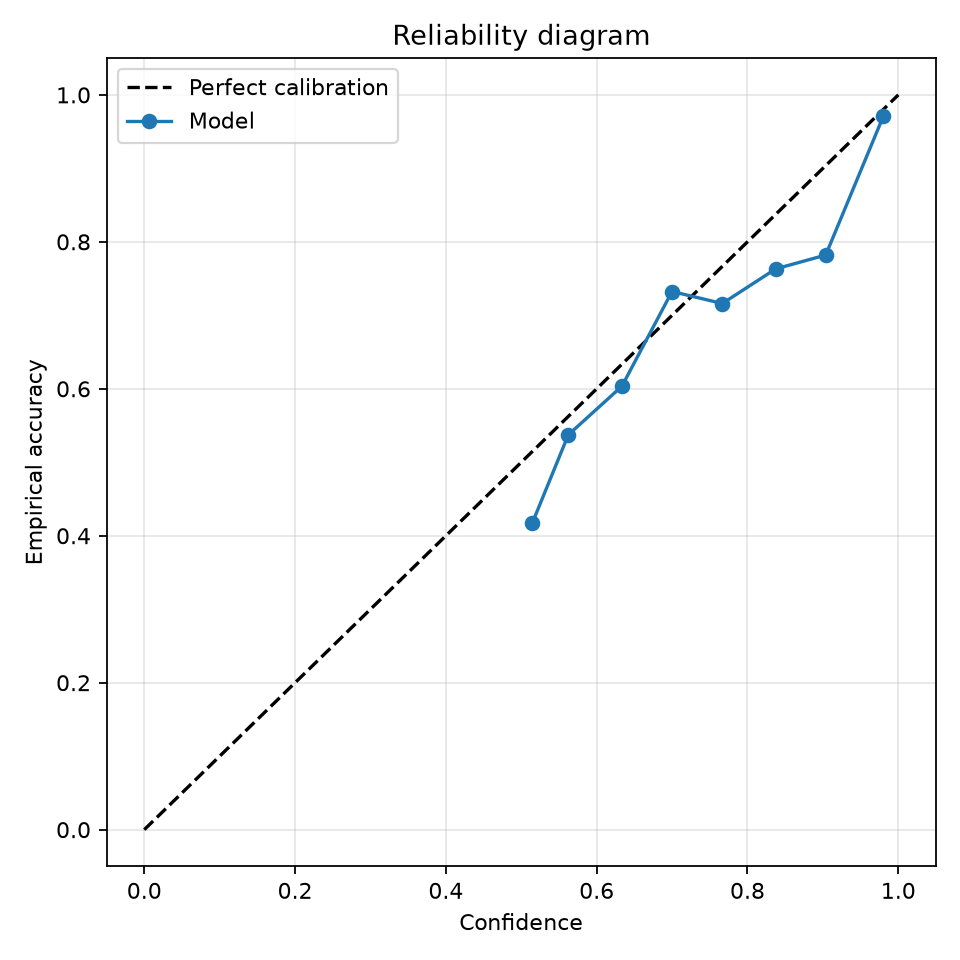 Reliability diagram
Perfect calibration
Model
Empirical accuracy
1.0
0.8
0.6
0.4
0.2
0.0
0.0 0.2 0.4 0.6 0.8 1.0
Confidence